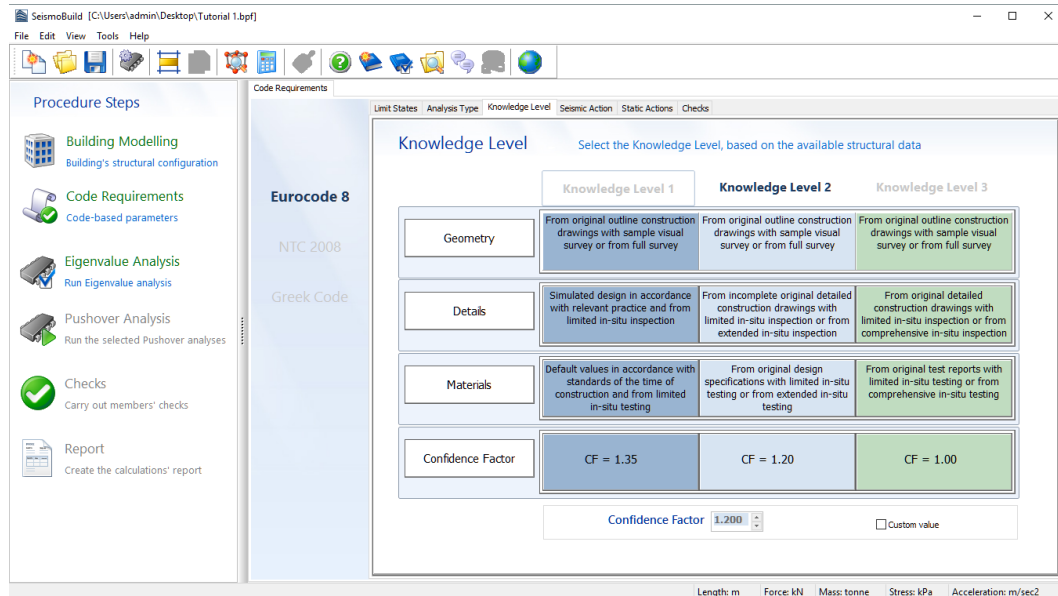 SeismoBuild [C:\Users\admin\Desktop\Tutorial 1.bpf]
File Edit View Tools Help
Procedure Steps
Building Modelling
Building's structural configuration
Code Requirements
Code-based parameters
Eigenvalue Analysis
Run Eigenvalue analysis
Pushover Analysis
Run the selected Pushover analyses
Checks
Carry out members' checks
Report
Create the calculations' report
Code Requirements
Eurocode 8
NTC 2008
Greek Code
Limit States Analysis Type Knowledge Level Seismic Action Static Actions Checks
Knowledge Level
Select the Knowledge Level, based on the available structural data
Knowledge Level 1 Knowledge Level 2 Knowledge Level 3
Geometry
From original outline construction
drawings with sample visual
survey or from full survey
From original outline construction
drawings with sample visual
survey or from full survey
From original outline construction
drawings with sample visual
survey or from full survey
Details
Simulated design in accordance
with relevant practice and from
limited in-situ inspection
From incomplete original detailed
construction drawings with
limited in-situ inspection or from
extended in-situ inspection
From original detailed
construction drawings with
limited in-situ inspection or from
comprehensive in-situ inspection
Materials
Default values in accordance with
standards of the time of
construction and from limited
in-situ testing
From original design
specifications with limited in-situ
testing or from extended in-situ
testing
From original test reports with
limited in-situ testing or from
comprehensive in-situ testing
Confidence Factor
CF = 1.35
CF = 1.20
CF = 1.00
Confidence Factor 1.200 Custom value
Length: m Force: kN Mass: tonne Stress: kPa Acceleration: m/sec2